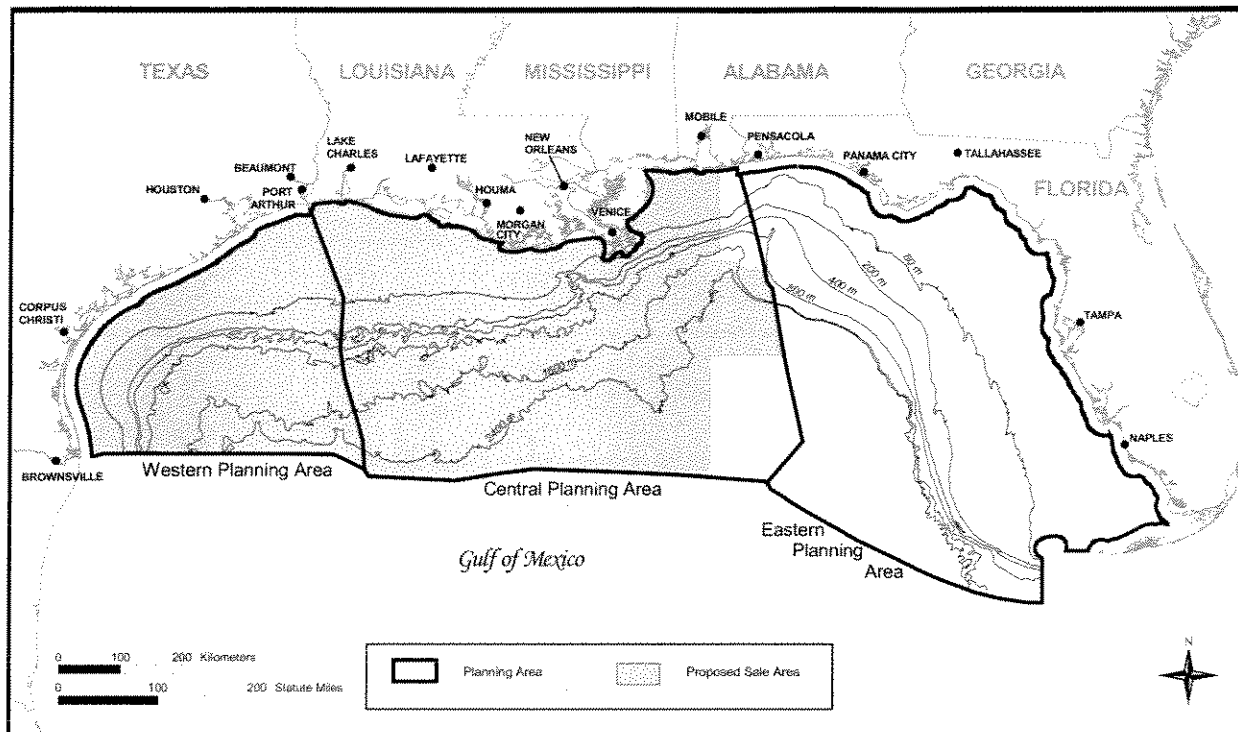 TEXAS
LOUISIANA
MISSISSIPPI
ALABAMA
GEORGIA
FLORIDA
MOBILE
PENSACOLA
PANAMA CITY
TALLAHASSEE
NEW
ORLEANS
LAKE
CHARLES
LAFAYETTE
BEAUMONT
PORT
ARTHUR
HOUSTON
HOUMA
MORGAN
CITY
VENICE
CORPUS
CHRISTI
TAMPA
NAPLES
BROWNSVILLE
200 m
400 m
800 m
1600 m
2400 m
Western Planning Area
Central Planning Area
Eastern
Planning
Area
Gulf of Mexico
0 100 200 Kilometers
0 100 200 Statute Miles
Planning Area
Proposed Sale Area
N